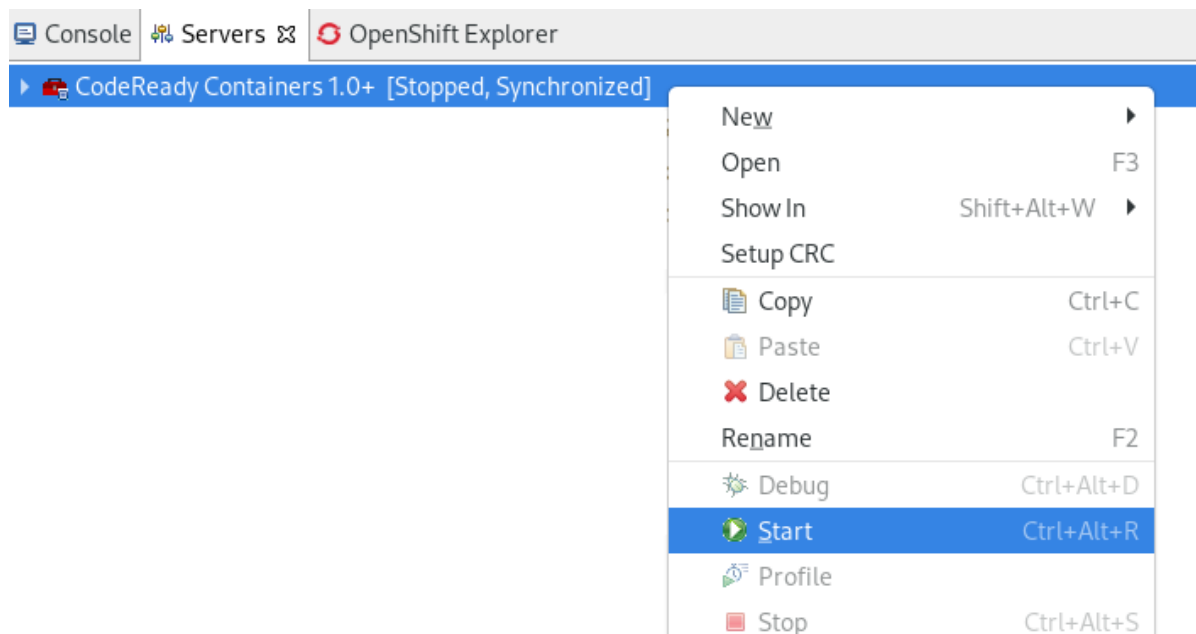 Console Servers OpenShift Explorer
CodeReady Containers 1.0+ [Stopped, Synchronized]
New
Open F3
Show In Shift+Alt+W
Setup CRC
Copy Ctrl+C
Paste Ctrl+V
Delete
Rename F2
Debug Ctrl+Alt+D
Start Ctrl+Alt+R
Profile
Stop Ctrl+Alt+S